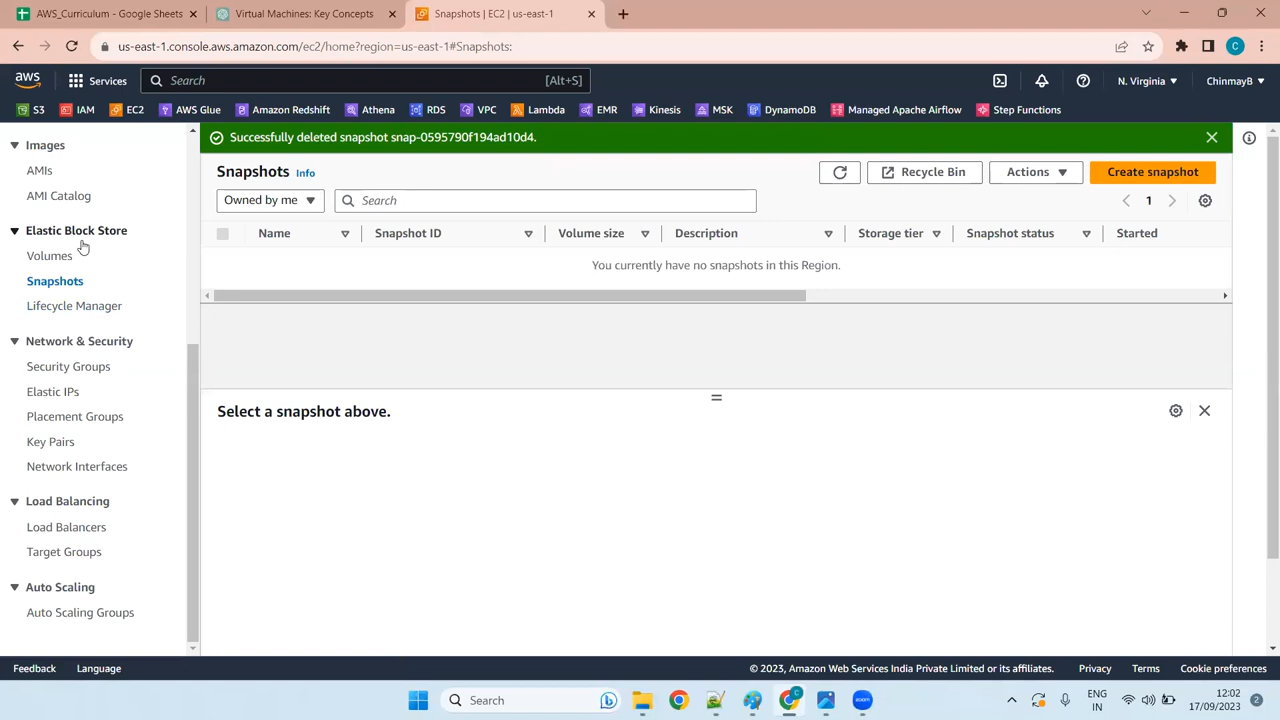 AWS_Curriculum - Google Sheets
Virtual Machines: Key Concepts
Snapshots | EC2 | us-east-1
us-east-1.console.aws.amazon.com/ec2/home?region=us-east-1#Snapshots:
C
aws
Services
Search
[Alt+S]
N. Virginia
ChinmayB
S3
IAM
EC2
AWS Glue
Amazon Redshift
Athena
RDS
VPC
Lambda
EMR
Kinesis
MSK
DynamoDB
Managed Apache Airflow
Step Functions
Images
AMIs
AMI Catalog
Elastic Block Store
Volumes
Snapshots
Lifecycle Manager
Network & Security
Security Groups
Elastic IPs
Placement Groups
Key Pairs
Network Interfaces
Load Balancing
Load Balancers
Target Groups
Auto Scaling
Auto Scaling Groups
Successfully deleted snapshot snap-0595790f194ad10d4.
Snapshots Info
Recycle Bin
Actions
Create snapshot
Owned by me
Search
1
Name
Snapshot ID
Volume size
Description
Storage tier
Snapshot status
Started
You currently have no snapshots in this Region.
Select a snapshot above.
Feedback
Language
© 2023, Amazon Web Services India Private Limited or its affiliates.
Privacy
Terms
Cookie preferences
Search
ENG
IN
12:02
17/09/2023